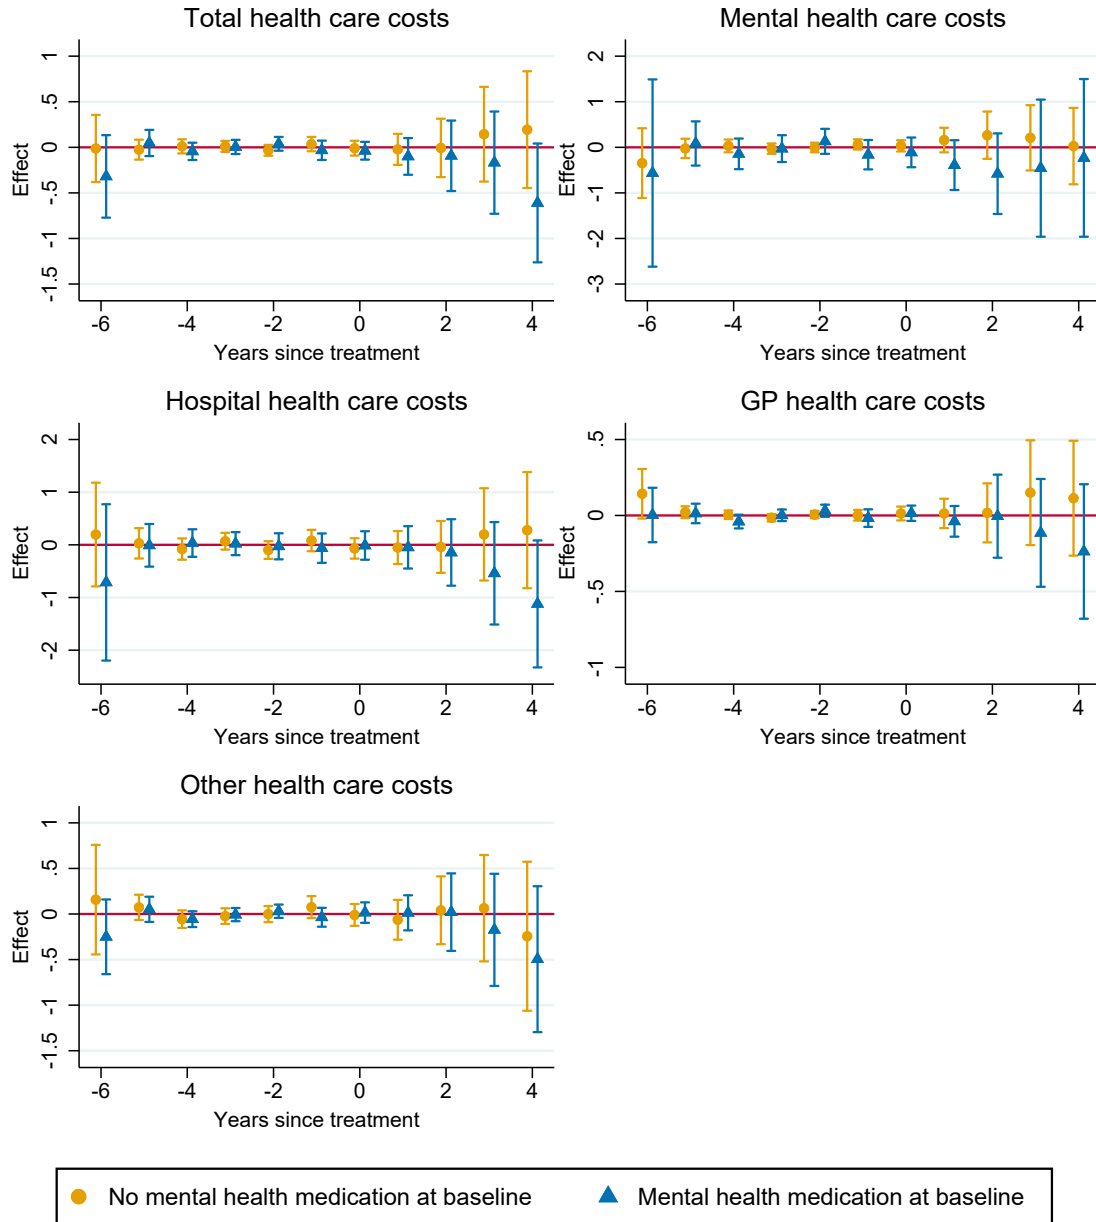 Total health care costs
Effect
1
.5
0
-.5
-1
-1.5
-6 -4 -2 0 2 4
Years since treatment
Mental health care costs
Effect
2
1
0
-1
-2
-3
-6 -4 -2 0 2 4
Years since treatment
Hospital health care costs
Effect
2
1
0
-1
-2
-6 -4 -2 0 2 4
Years since treatment
GP health care costs
Effect
.5
0
-.5
-1
-6 -4 -2 0 2 4
Years since treatment
Other health care costs
Effect
1
.5
0
-.5
-1
-1.5
-6 -4 -2 0 2 4
Years since treatment
No mental health medication at baseline Mental health medication at baseline